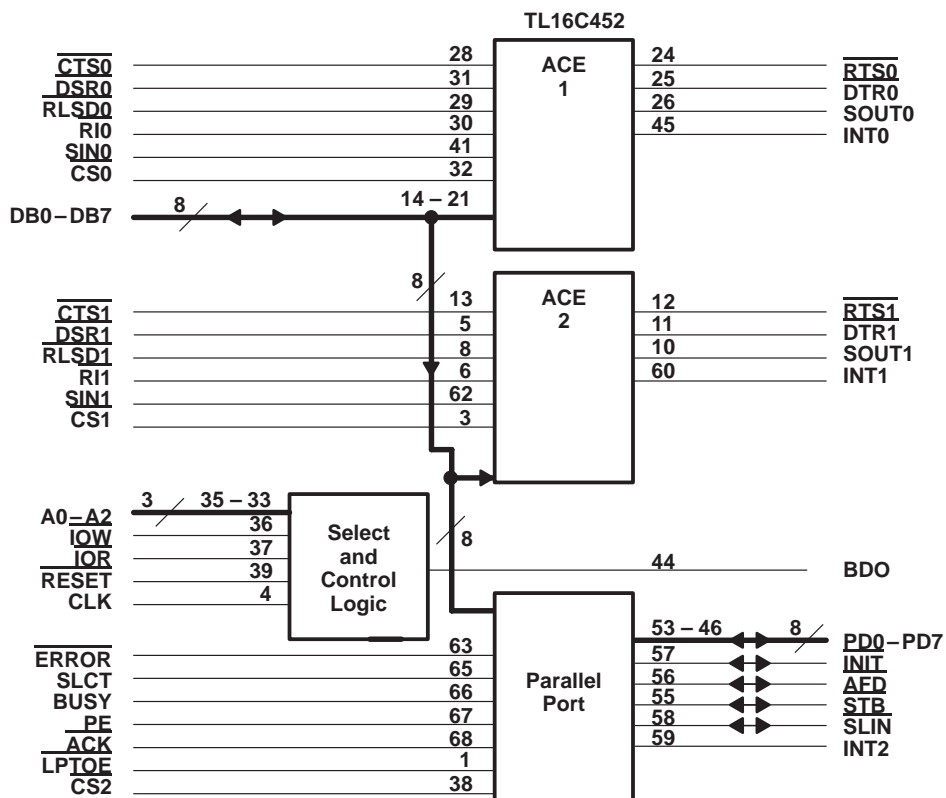 TL16C452
CTS0
28
DSR0
31
RLSD0
29
RI0
30
SIN0
41
CS0
32
DB0–DB7
8
14 – 21
ACE
1
24
RTS0
25
DTR0
26
SOUT0
45
INT0
8
CTS1
13
DSR1
5
RLSD1
8
RI1
6
SIN1
62
CS1
3
ACE
2
12
RTS1
11
DTR1
10
SOUT1
60
INT1
A0–A2
3
35 – 33
IOW
36
IOR
37
RESET
39
CLK
4
Select
and
Control
Logic
8
44
BDO
ERROR
63
SLCT
65
BUSY
66
PE
67
ACK
68
LPTOE
1
CS2
38
Parallel
Port
53 – 46
8
PD0–PD7
57
INIT
56
AFD
55
STB
58
SLIN
59
INT2